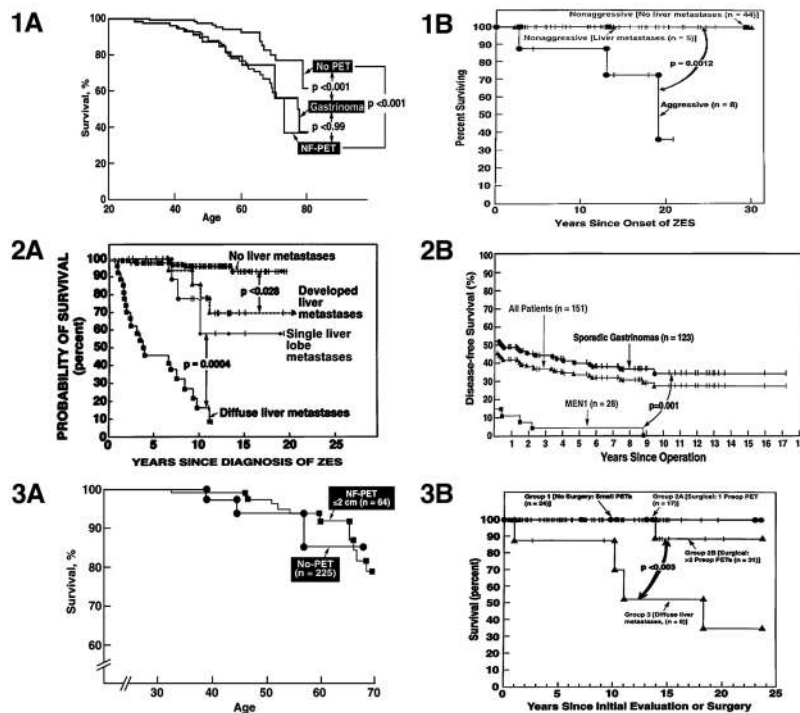 1A
Survival, %
100
80
60
40
20
0
20
40
60
80
100
Age
No PET
p <0.001
Gastrinoma
p <0.001
p <0.99
NF-PET
1B
Percent Surviving
0
10
20
30
40
50
60
70
80
90
100
0
10
20
30
Years Since Onset of ZES
Nonaggressive [No liver metastases (n = 44)]
Nonaggressive [Liver metastases (n = 5)]
p = 0.0012
Aggressive (n = 8)
2A
PROBABILITY OF SURVIVAL
(percent)
100
90
80
70
60
50
40
30
20
10
0
0
5
10
15
20
25
YEARS SINCE DIAGNOSIS OF ZES
No liver metastases
p <0.028
Developed
liver
metastases
Single liver
lobe metastases
p = 0.0004
Diffuse liver metastases
2B
Disease-free Survival (%)
100
90
80
70
60
50
40
30
20
10
0
1
2
3
4
5
6
7
8
9
10
11
12
13
14
15
16
17
18
Years Since Operation
All Patients (n = 151)
Sporadic Gastrinomas (n = 123)
MEN1 (n = 28)
p=0.001
3A
Survival, %
100
90
80
70
60
30
40
50
60
70
Age
NF-PET
≤2 cm (n = 64)
No-PET
(n = 225)
3B
Survival (percent)
0
10
20
30
40
50
60
70
80
90
100
0
5
10
15
20
25
Years Since Initial Evaluation or Surgery
Group 1 [No Surgery: Small PETs
(n = 24)]
Group 2A [Surgical: 1 Preop PET
(n = 17)]
Group 2B [Surgical:
Preop PETs (n = 31)]
p <0.003
Group 3 [Diffuse liver
metastases,